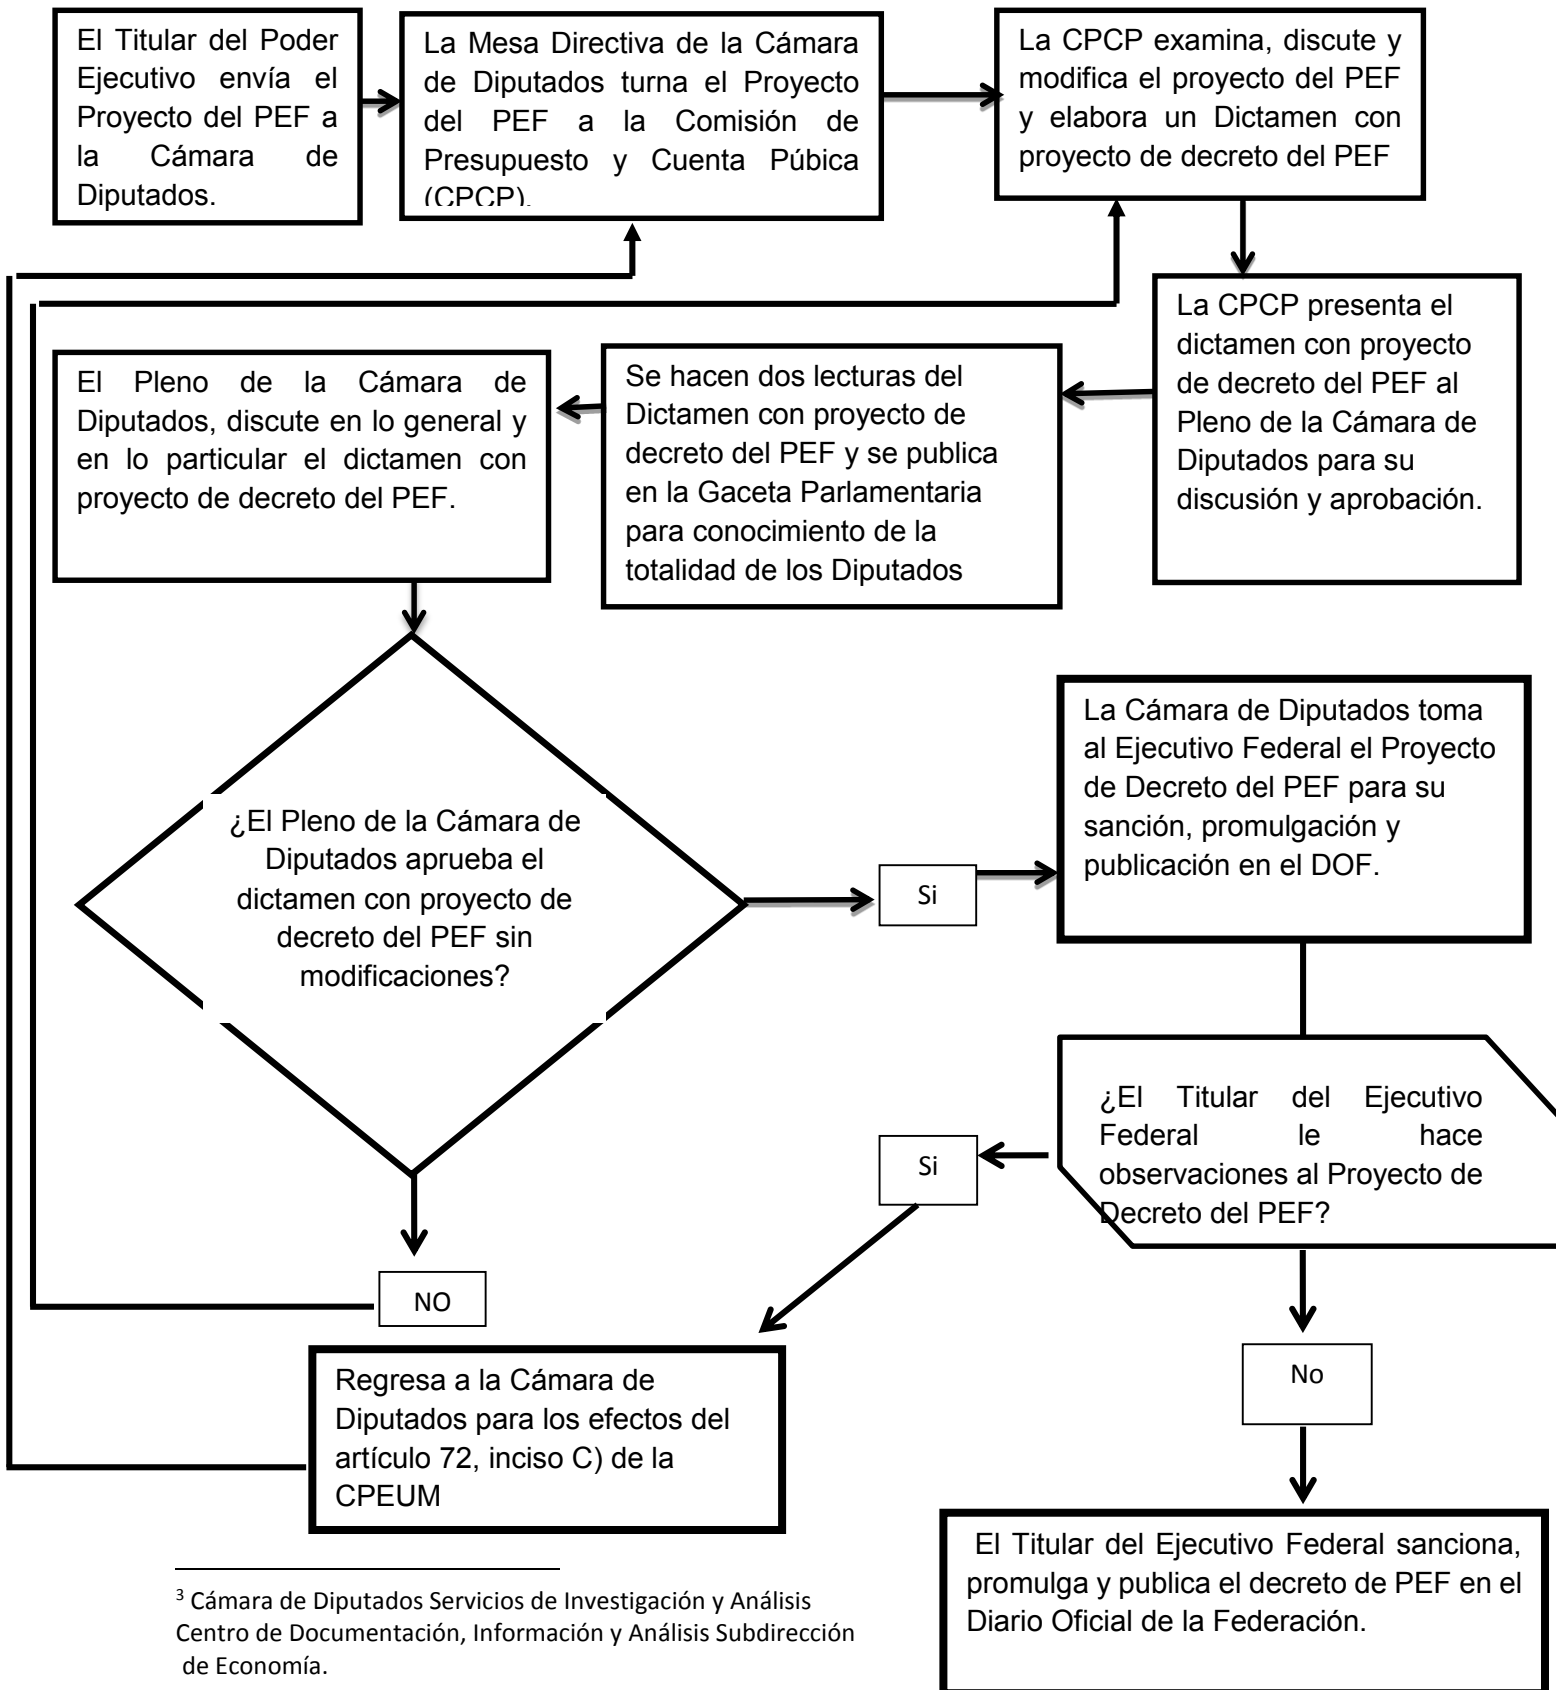 El Titular del Poder
Ejecutivo envía el
Proyecto del PEF a
la Cámara de
Diputados.
La Mesa Directiva de la Cámara
de Diputados turna el Proyecto
del PEF a la Comisión de
Presupuesto y Cuenta Púbica
(CPCP).
La CPCP examina, discute y
modifica el proyecto del PEF
y elabora un Dictamen con
proyecto de decreto del PEF
La CPCP presenta el
dictamen con proyecto
de decreto del PEF al
Pleno de la Cámara de
Diputados para su
discusión y aprobación.
Se hacen dos lecturas del
Dictamen con proyecto de
decreto del PEF y se publica
en la Gaceta Parlamentaria
para conocimiento de la
totalidad de los Diputados
El Pleno de la Cámara de
Diputados, discute en lo general y
en lo particular el dictamen con
proyecto de decreto del PEF.
¿El Pleno de la Cámara de
Diputados aprueba el
dictamen con proyecto de
decreto del PEF sin
modificaciones?
Si
La Cámara de Diputados toma
al Ejecutivo Federal el Proyecto
de Decreto del PEF para su
sanción, promulgación y
publicación en el DOF.
¿El Titular del Ejecutivo
Federal le hace
observaciones al Proyecto de
Decreto del PEF?
Si
NO
No
Regresa a la Cámara de
Diputados para los efectos del
artículo 72, inciso C) de la
CPEUM
El Titular del Ejecutivo Federal sanciona,
promulga y publica el decreto de PEF en el
Diario Oficial de la Federación.
3 Cámara de Diputados Servicios de Investigación y Análisis
Centro de Documentación, Información y Análisis Subdirección
de Economía.